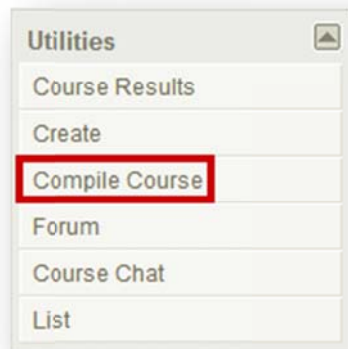 Utilities
Course Results
Create
Compile Course
Forum
Course Chat
List